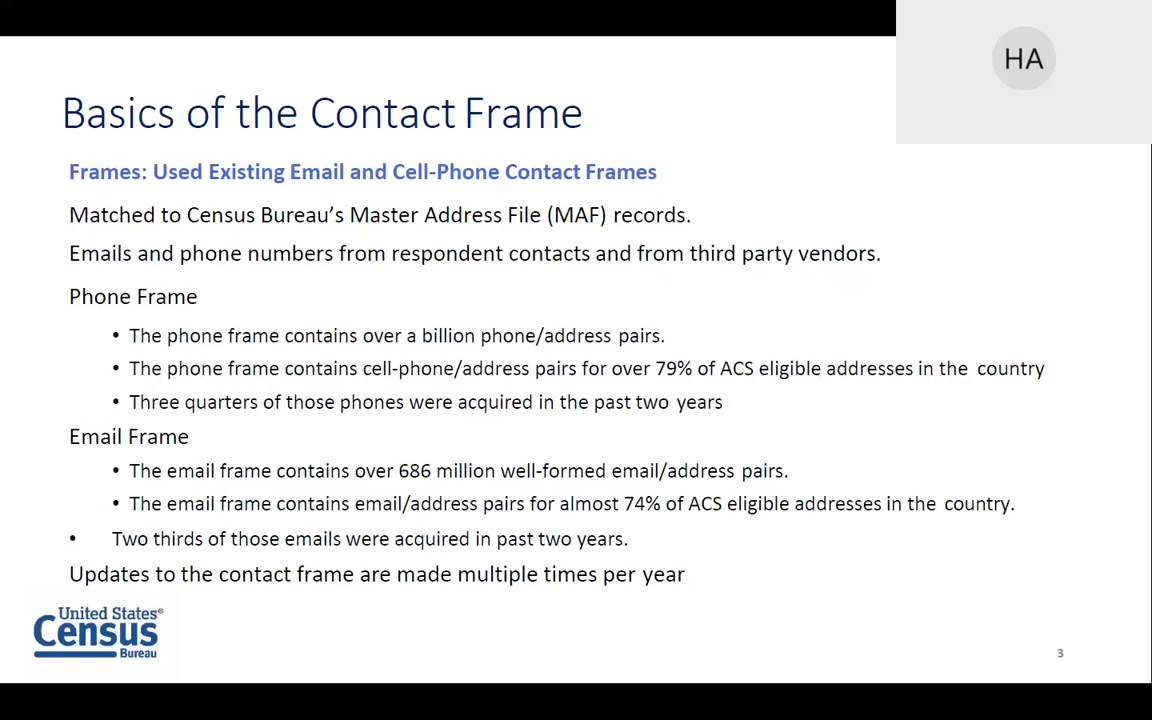 HA
Basics of the Contact Frame
Frames: Used Existing Email and Cell-Phone Contact Frames
Matched to Census Bureau’s Master Address File (MAF) records.
Emails and phone numbers from respondent contacts and from third party vendors.
Phone Frame
• The phone frame contains over a billion phone/address pairs.
• The phone frame contains cell-phone/address pairs for over 79% of ACS eligible addresses in the country
• Three quarters of those phones were acquired in the past two years
Email Frame
• The email frame contains over 686 million well-formed email/address pairs.
• The email frame contains email/address pairs for almost 74% of ACS eligible addresses in the country.
• Two thirds of those emails were acquired in past two years.
Updates to the contact frame are made multiple times per year
United States®
Census
Bureau
3